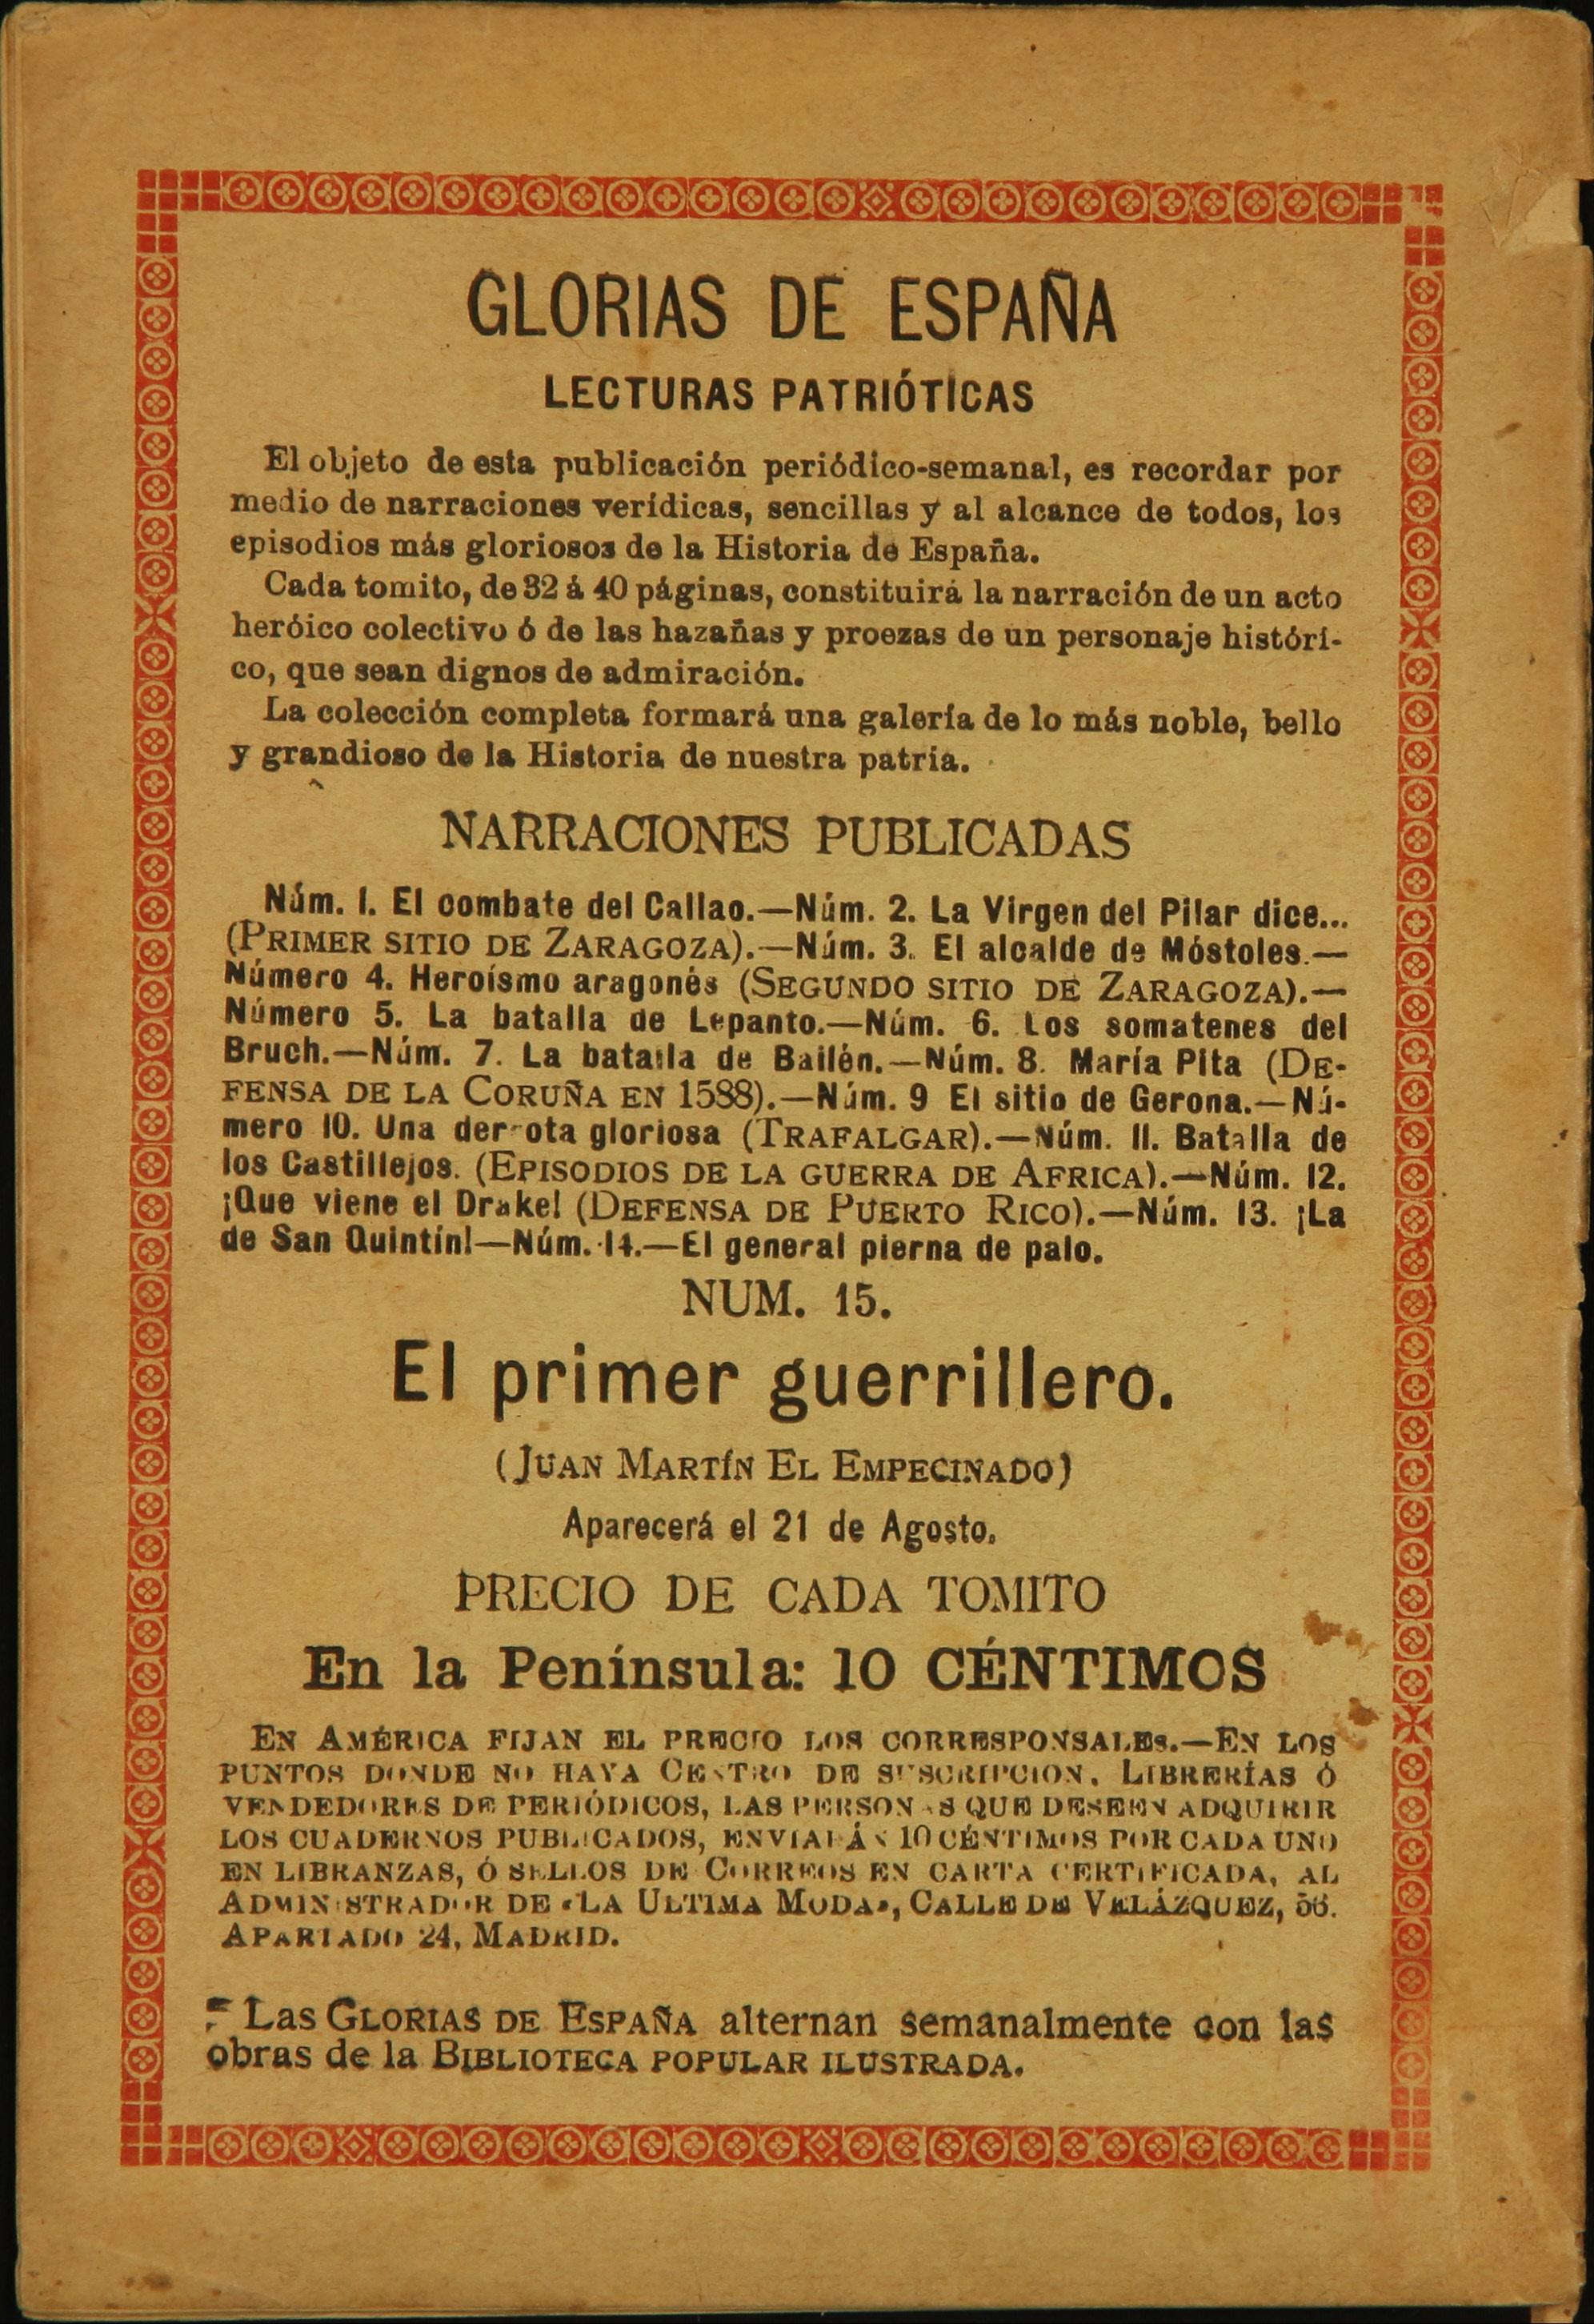 GLORIAS DE ESPAÑA
LECTURAS PATRIÓTICAS
El objeto de esta publicación periódico-semanal, es recordar por
medio de narraciones verídicas, sencillas y al alcance de todos, los
episodios más gloriosos de la Historia de España.
Cada tomito, de 32 á 40 páginas, constituirá la narración de un acto
heróico colectivo ó de las hazañas y proezas de un personaje históri-
co, que sean dignos de admiración.
La colección completa formará una galería de lo más noble, bello
y grandioso de la Historia de nuestra patria.
NARRACIONES PUBLICADAS
Núm. 1. El combate del Callao.—Núm. 2. La Virgen del Pilar dice...
(PRIMER SITIO DE ZARAGOZA).—Núm. 3. El alcalde de Móstoles.—
Número 4. Heroísmo aragonés (SEGUNDO SITIO DE ZARAGOZA).—
Número 5. La batalla de Lepanto.—Núm. 6. Los somatenes del
Bruch.—Núm. 7. La batalla de Bailén.—Núm. 8. María Pita (DE-
FENSA DE LA CORUÑA EN 1588).—Núm. 9 El sitio de Gerona.—Nú-
mero 10. Una derrota gloriosa (TRAFALGAR).—Núm. 11. Batalla de
los Castillejos. (EPISODIOS DE LA GUERRA DE AFRICA).—Núm. 12.
¡Que viene el Drake! (DEFENSA DE PUERTO RICO).—Núm. 13. ¡La
de San Quintín!—Núm. 14.—El general pierna de palo.
NUM. 15.
El primer guerrillero.
(JUAN MARTÍN EL EMPECINADO)
Aparecerá el 21 de Agosto.
PRECIO DE CADA TOMITO
En la Península: 10 CÉNTIMOS
EN AMÉRICA FIJAN EL PRECIO LOS CORRESPONSALES.—EN LOS
PUNTOS DONDE NO HAYA CENTRO DE SUSCRIPCION, LIBRERÍAS Ó
VENDEDORES DE PERIÓDICOS, LAS PERSONAS QUE DESEEN ADQUIRIR
LOS CUADERNOS PUBLICADOS, ENVIARÁN 10 CÉNTIMOS POR CADA UNO
EN LIBRANZAS, Ó SELLOS DE CORREOS EN CARTA CERTIFICADA, AL
ADMINISTRADOR DE «LA ULTIMA MODA», CALLE DE VELÁZQUEZ, 56.
APARTADO 24, MADRID.
Las GLORIAS DE ESPAÑA alternan semanalmente con las
obras de la BIBLIOTECA POPULAR ILUSTRADA.